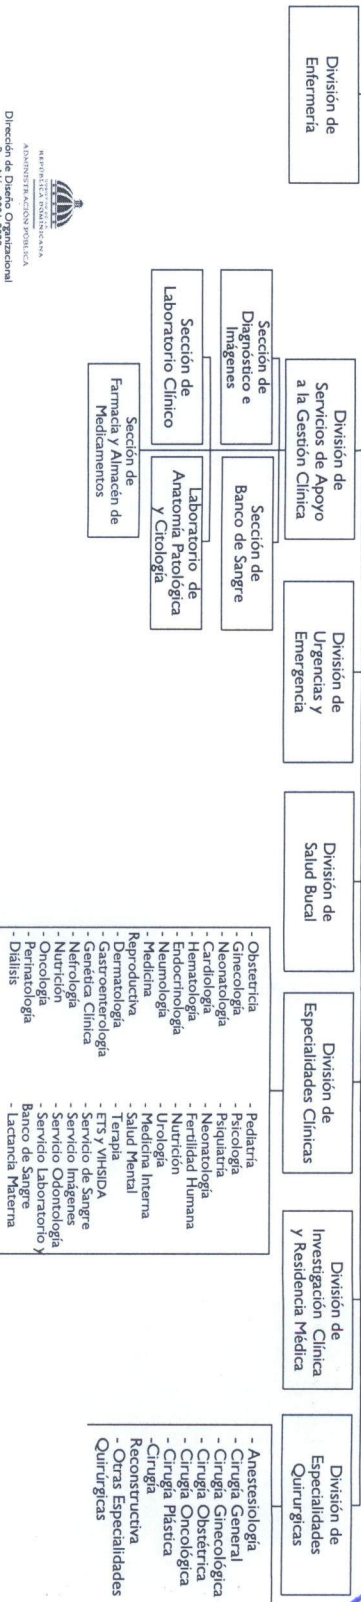 División de
Enfermería
División de
Servicios de Apoyo
a la Gestión Clínica
Sección de
Diagnóstico e
Imágenes
Sección de
Banco de Sangre
Sección de
Laboratorio Clínico
Laboratorio de
Anatomía Patológica
y Citología
Sección de
Farmacia y Almacén de
Medicamentos
División de
Urgencias y
Emergencia
División de
Salud Bucal
División de
Especialidades Clínicas
- Obstetricia
- Ginecología
- Neonatología
- Cardiología
- Hematología
- Endocrinología
- Neumología
- Medicina
Reproductiva
- Dermatología
- Gastroenterología
- Genética Clínica
- Nefrología
- Nutrición
- Oncología
- Perinatología
- Diálisis
- Pediatría
- Psicología
- Psiquiatría
- Neonatología
- Fertilidad Humana
- Nutrición
- Urología
- Medicina Interna
- Salud Mental
- Terapia
- ETS y VIHSIDA
- Servicio de Sangre
- Servicio Imágenes
- Servicio Odontología
- Servicio Laboratorio y
Banco de Sangre
- Lactancia Materna
División de
Investigación Clínica
y Residencia Médica
División de
Especialidades
Quirurgicas
- Anestesiología
- Cirugía General
- Cirugía Ginecológica
- Cirugía Obstétrica
- Cirugía Oncológica
- Cirugía Plástica
-Cirugía
Reconstructiva
- Otras Especialidades
Quirúrgicas
REPÚBLICA DOMINICANA
ADMINISTRACIÓN PÚBLICA
Dirección de Diseño Organizacional